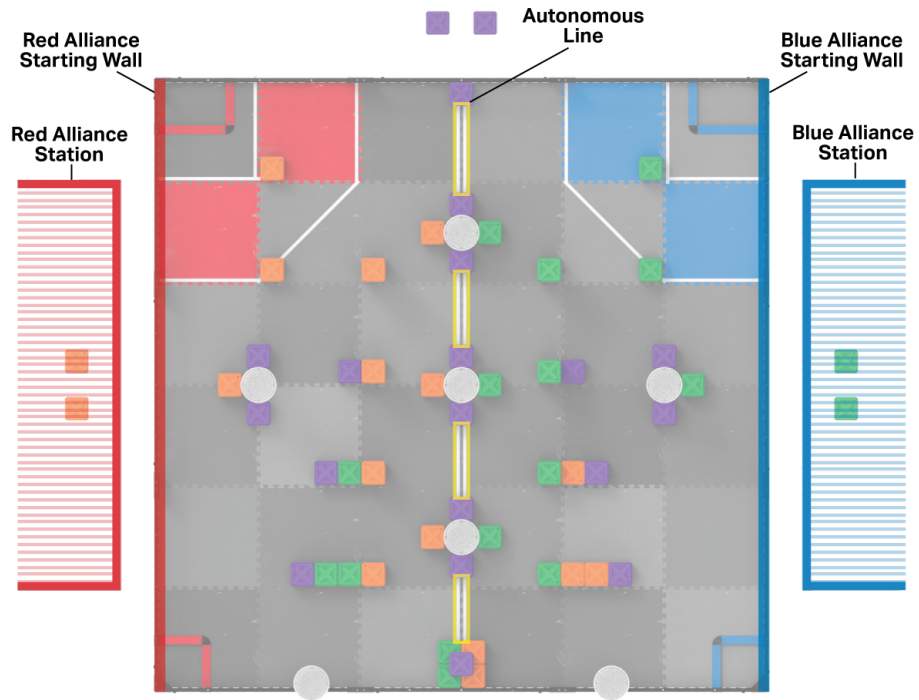 Autonomous
Line
Red Alliance
Starting Wall
Blue Alliance
Starting Wall
Red Alliance
Station
Blue Alliance
Station